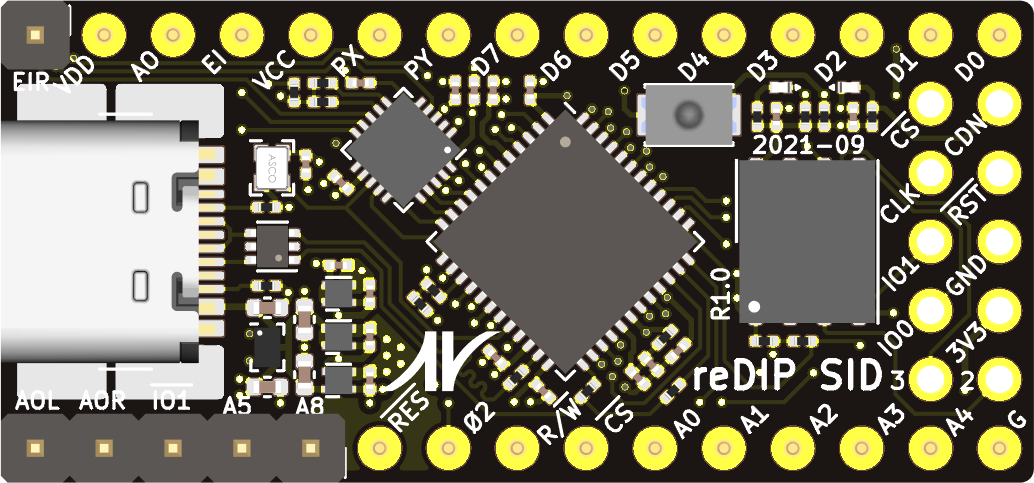 EIR
VDD
AO
EI
VCC
PX
PY
D7
D6
D5
D4
D3
D2
D1
D0
2021-09
CS
CDN
ASCO
CLK
RST
IO1
GND
R1.0
IO0
3V3
reDIP SID
3
2
AOL
AOR
IO1
A5
A8
RES
Ø2
R/W
CS
A0
A1
A2
A3
A4
G